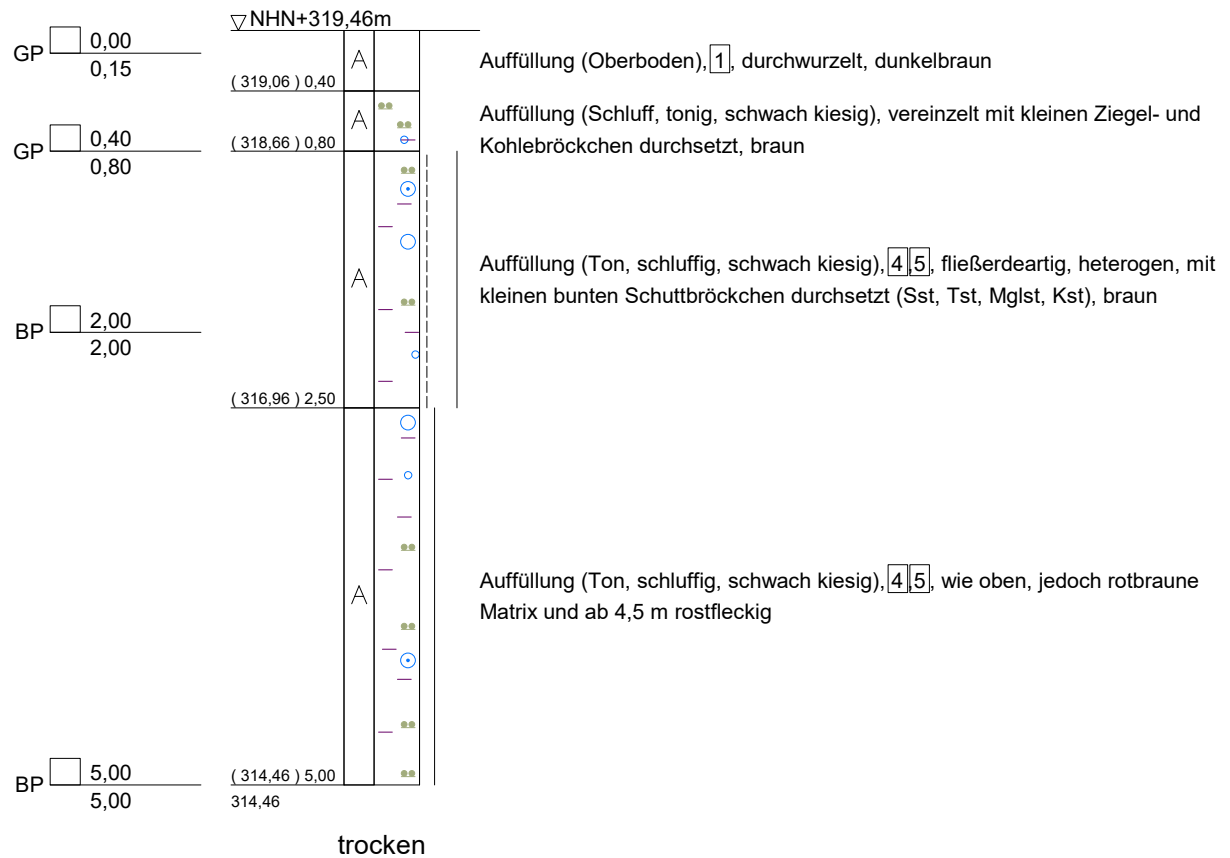 NHN+319,46m
GP 0,00
0,15
A
Auffüllung (Oberboden), 1, durchwurzelt, dunkelbraun
( 319,06 ) 0,40
GP 0,40
0,80
A
Auffüllung (Schluff, tonig, schwach kiesig), vereinzelt mit kleinen Ziegel- und
Kohlebröckchen durchsetzt, braun
( 318,66 ) 0,80
A
Auffüllung (Ton, schluffig, schwach kiesig), 4, 5, fließerdeartig, heterogen, mit
kleinen bunten Schuttbröckchen durchsetzt (Sst, Tst, Mglst, Kst), braun
BP 2,00
2,00
( 316,96 ) 2,50
A
Auffüllung (Ton, schluffig, schwach kiesig), 4, 5, wie oben, jedoch rotbraune
Matrix und ab 4,5 m rostfleckig
BP 5,00
5,00
( 314,46 ) 5,00
314,46
trocken